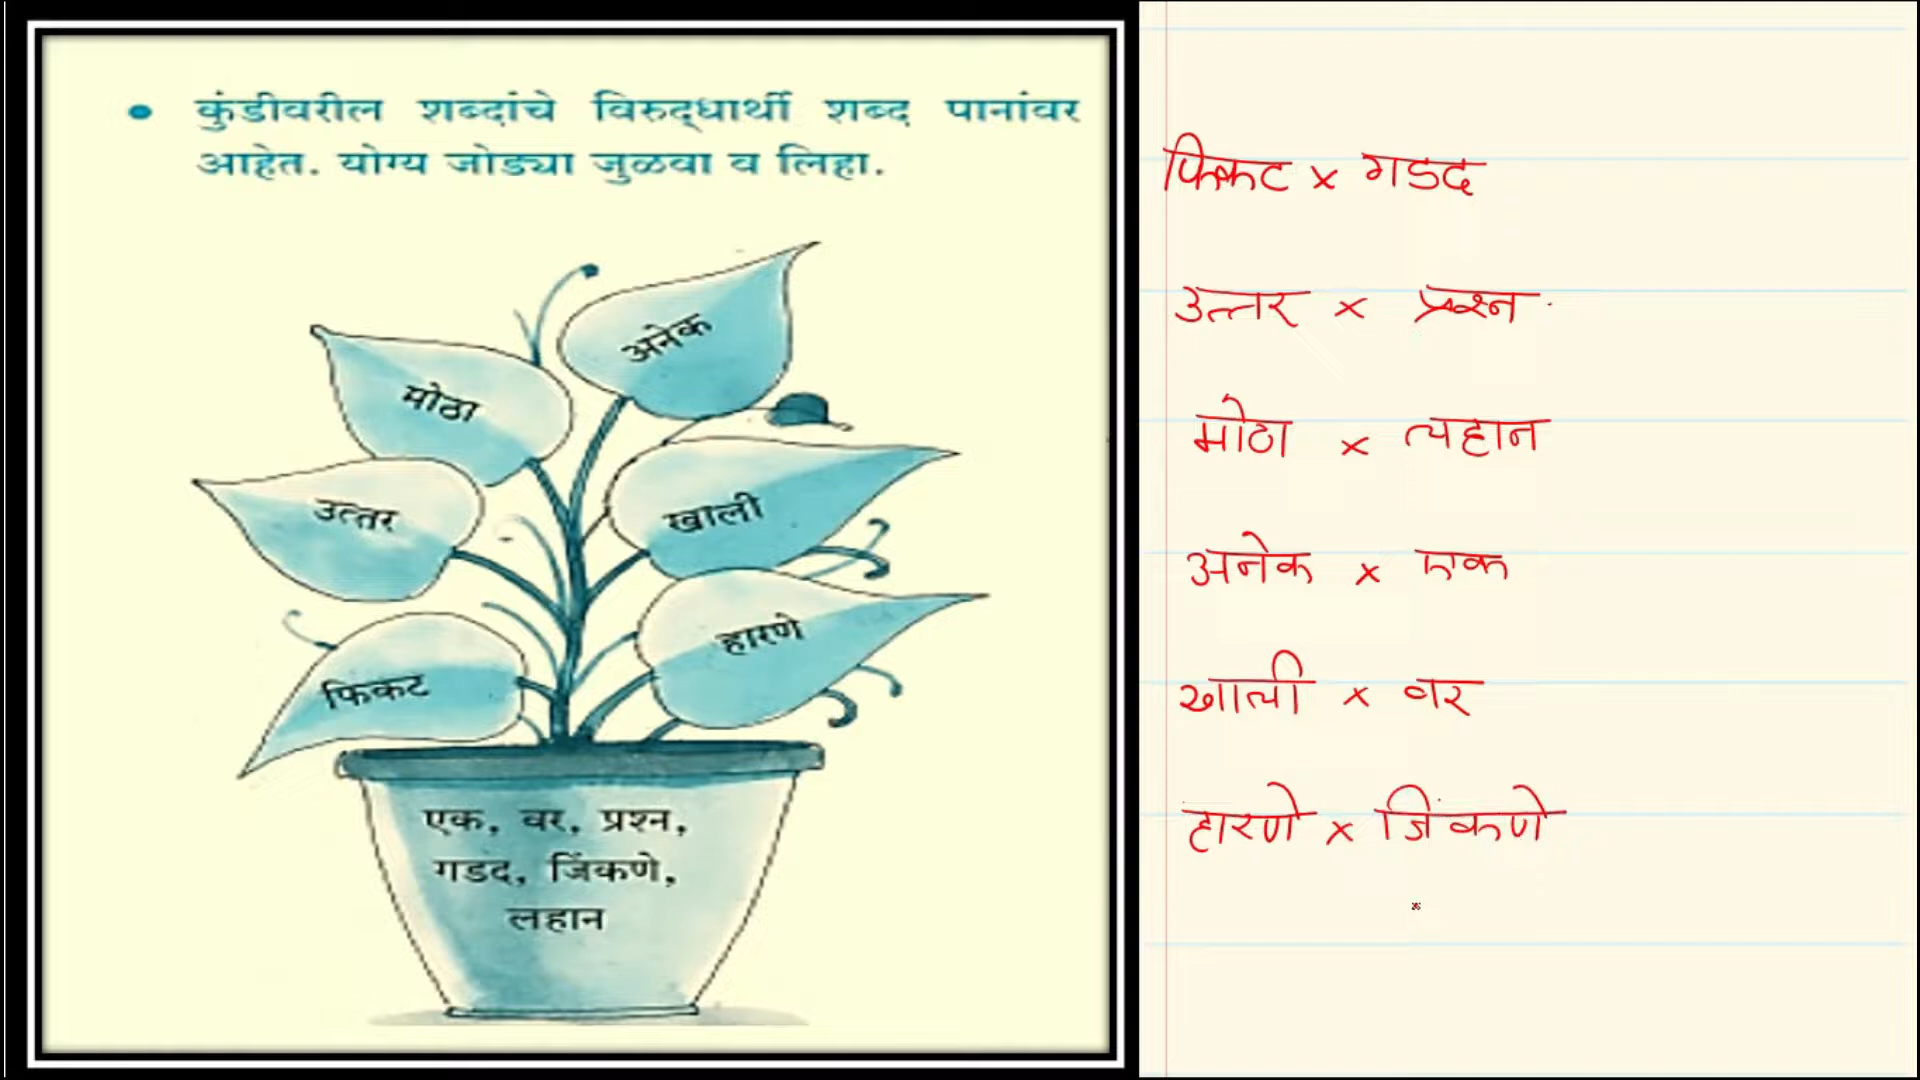 • कुंडीवरील शब्दांचे विरुद्धार्थी शब्द पानांवर
आहेत. योग्य जोड्या जुळवा व लिहा.
अनेक
मोठा
उत्तर
खाली
हारणे
फिकट
एक, वर, प्रश्न,
गडद, जिंकणे,
लहान
फिकट × गडद
उत्तर × प्रश्न
मोठा × लहान
अनेक × एक
खाली × वर
हारणे × जिंकणे